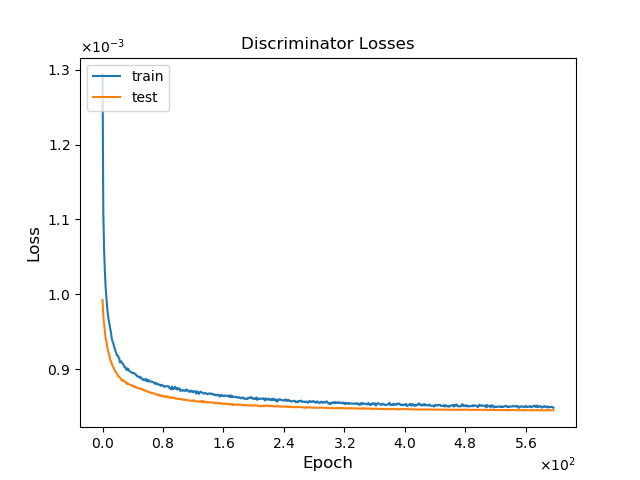 Discriminator Losses
×10⁻³
1.3
1.2
1.1
1.0
0.9
Loss
train
test
0.0 0.8 1.6 2.4 3.2 4.0 4.8 5.6
×10²
Epoch